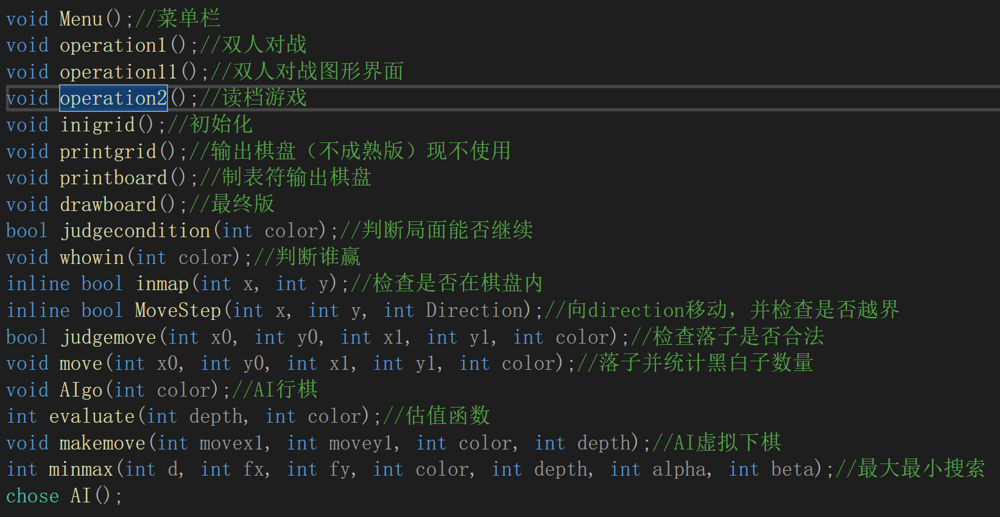 void Menu();//菜单栏
void operation1();//双人对战
void operation11();//双人对战图形界面
void operation2();//读档游戏
void inigrid();//初始化
void printgrid();//输出棋盘（不成熟版）现不使用
void printboard();//制表符输出棋盘
void drawboard();//最终版
bool judgecondition(int color);//判断局面能否继续
void whowin(int color);//判断谁赢
inline bool inmap(int x, int y);//检查是否在棋盘内
inline bool MoveStep(int x, int y, int Direction);//向direction移动，并检查是否越界
bool judgemove(int x0, int y0, int x1, int y1, int color);//检查落子是否合法
void move(int x0, int y0, int x1, int y1, int color);//落子并统计黑白子数量
void AIgo(int color);//AI行棋
int evaluate(int depth, int color);//估值函数
void makemove(int movex1, int movey1, int color, int depth);//AI虚拟下棋
int minmax(int d, int fx, int fy, int color, int depth, int alpha, int beta);//最大最小搜索
chose AI();